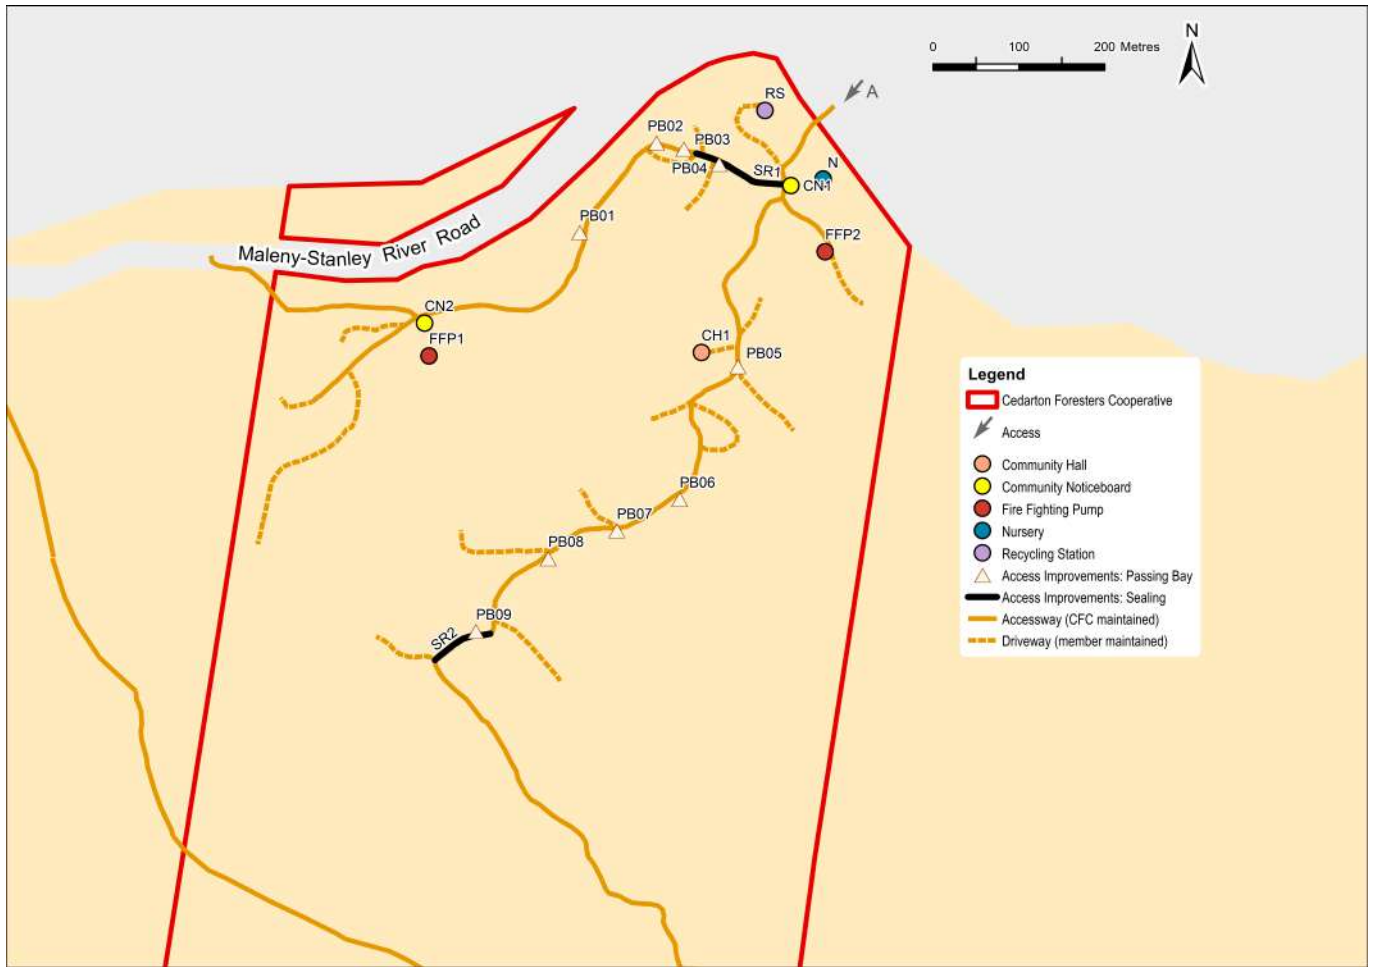 N
0 100 200 Metres
A
RS
PB02
PB03
PB04
SR1
N
CN1
PB01
FFP2
Maleny-Stanley River Road
CN2
FFP1
CH1
PB05
PB06
PB07
PB08
PB09
SR2
Legend
Cedarton Foresters Cooperative
Access
Community Hall
Community Noticeboard
Fire Fighting Pump
Nursery
Recycling Station
Access Improvements: Passing Bay
Access Improvements: Sealing
Accessway (CFC maintained)
Driveway (member maintained)